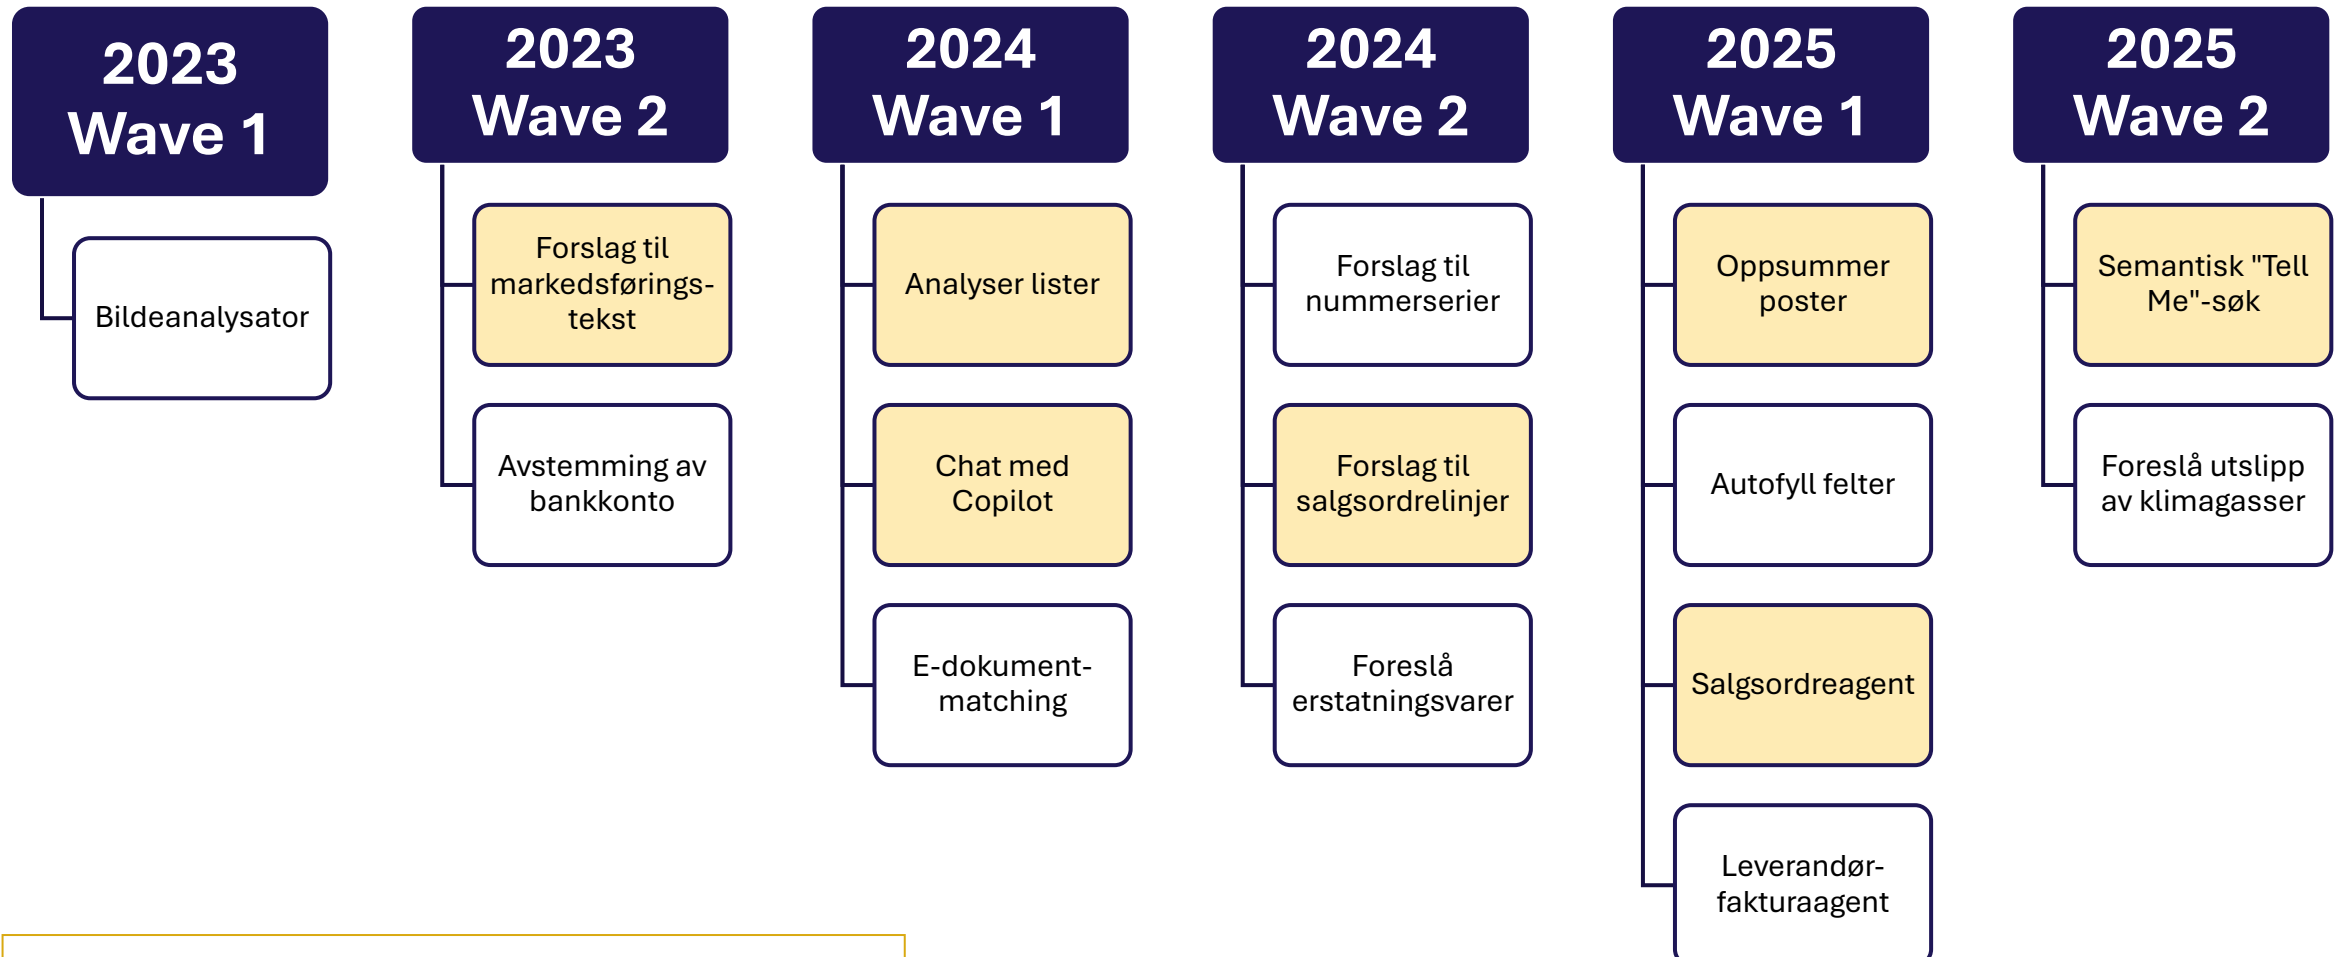 2023
Wave 1
Bildeanalysator
2023
Wave 2
Forslag til
markedsførings-
tekst
Avstemming av
bankkonto
2024
Wave 1
Analyser lister
Chat med
Copilot
E-dokument-
matching
2024
Wave 2
Forslag til
nummerserier
Forslag til
salgsordrelinjer
Foreslå
erstatningsvarer
2025
Wave 1
Oppsummer
poster
Autofyll felter
Salgsordreagent
Leverandør-
fakturaagent
2025
Wave 2
Semantisk "Tell
Me"-søk
Foreslå utslipp
av klimagasser